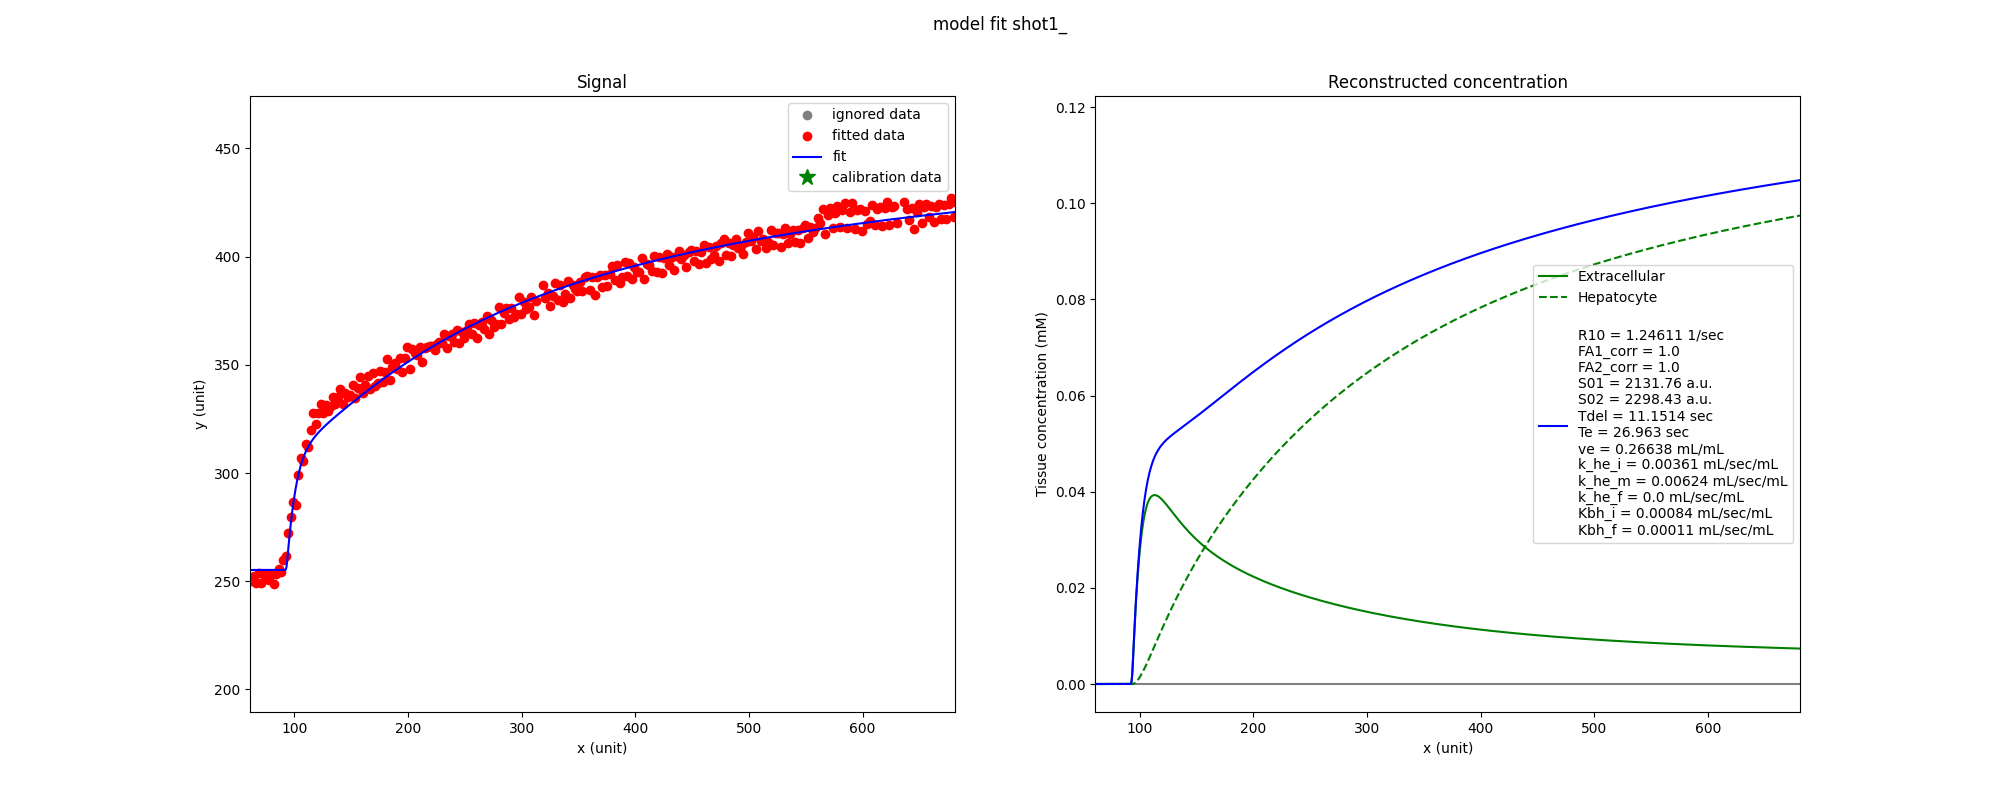 model fit shot1_
Signal
450
400
350
300
250
200
y (unit)
100
200
300
400
500
600
x (unit)
ignored data
fitted data
fit
calibration data
Reconstructed concentration
0.12
0.10
0.08
0.06
0.04
0.02
0.00
Tissue concentration (mM)
100
200
300
400
500
600
x (unit)
Extracellular
Hepatocyte
R10 = 1.24611 1/sec
FA1_corr = 1.0
FA2_corr = 1.0
S01 = 2131.76 a.u.
S02 = 2298.43 a.u.
Tdel = 11.1514 sec
Te = 26.963 sec
ve = 0.26638 mL/mL
k_he_i = 0.00361 mL/sec/mL
k_he_m = 0.00624 mL/sec/mL
k_he_f = 0.0 mL/sec/mL
Kbh_i = 0.00084 mL/sec/mL
Kbh_f = 0.00011 mL/sec/mL